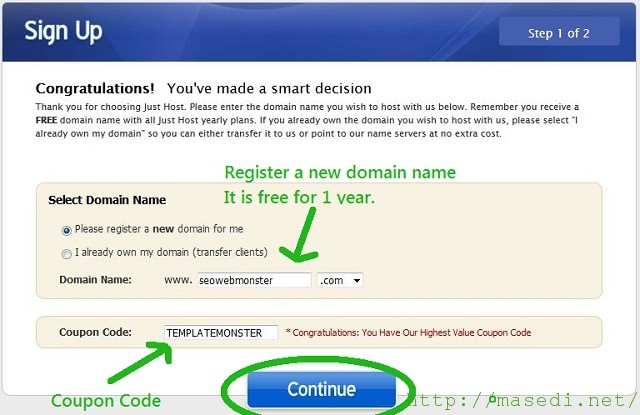 Sign Up
Step 1 of 2
Congratulations! You've made a smart decision
Thank you for choosing Just Host. Please enter the domain name you wish to host with us below. Remember you receive a
FREE domain name with all Just Host yearly plans. If you already own the domain you wish to host with us, please select "I
already own my domain" so you can either transfer it to us or point to our name servers at no extra cost.
Register a new domain name
It is free for 1 year.
Select Domain Name
Please register a new domain for me
I already own my domain (transfer clients)
Domain Name: www. seowebmonster .com
Coupon Code: TEMPLATEMONSTER * Congratulations: You Have Our Highest Value Coupon Code
Coupon Code
Continue
http://masedi.net/